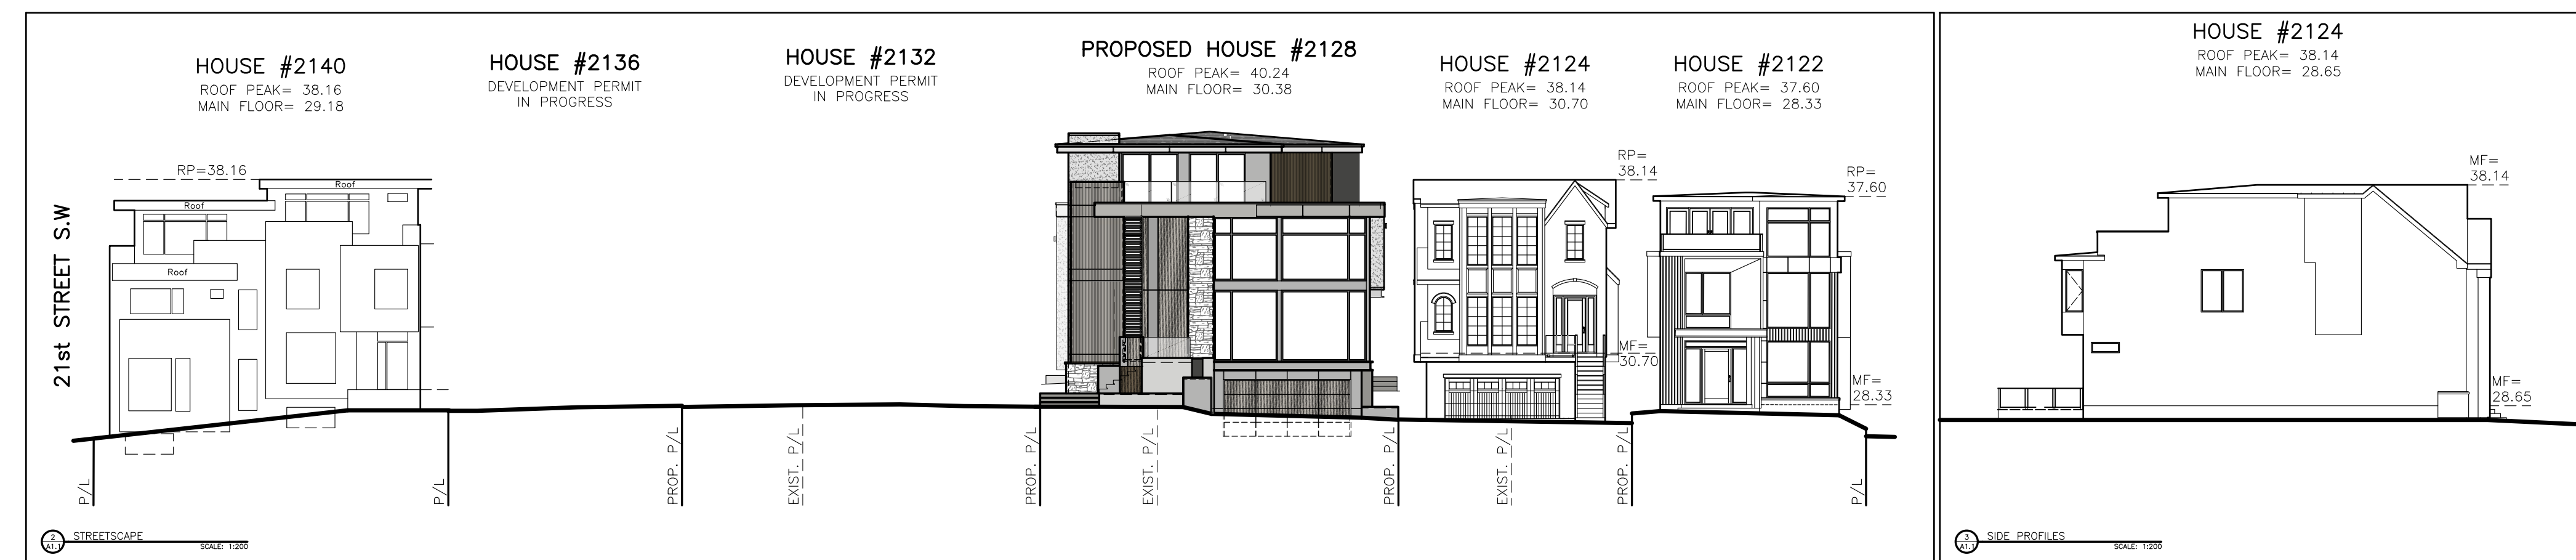 HOUSE #2140
ROOF PEAK= 38.16
MAIN FLOOR= 29.18
HOUSE #2136
DEVELOPMENT PERMIT
IN PROGRESS
HOUSE #2132
DEVELOPMENT PERMIT
IN PROGRESS
PROPOSED HOUSE #2128
ROOF PEAK= 40.24
MAIN FLOOR= 30.38
HOUSE #2124
ROOF PEAK= 38.14
MAIN FLOOR= 30.70
HOUSE #2122
ROOF PEAK= 37.60
MAIN FLOOR= 28.33
21st STREET S.W
RP=38.16
Roof
Roof
Roof
RP=
38.14
MF=
30.70
RP=
37.60
MF=
28.33
P/L
P/L
PROP. P/L
EXIST. P/L
PROP. P/L
EXIST. P/L
PROP. P/L
EXIST. P/L
PROP. P/L
P/L
2
A1.1
STREETSCAPE
SCALE: 1:200
HOUSE #2124
ROOF PEAK= 38.14
MAIN FLOOR= 28.65
MF=
38.14
MF=
28.65
3
A1.1
SIDE PROFILES
SCALE: 1:200